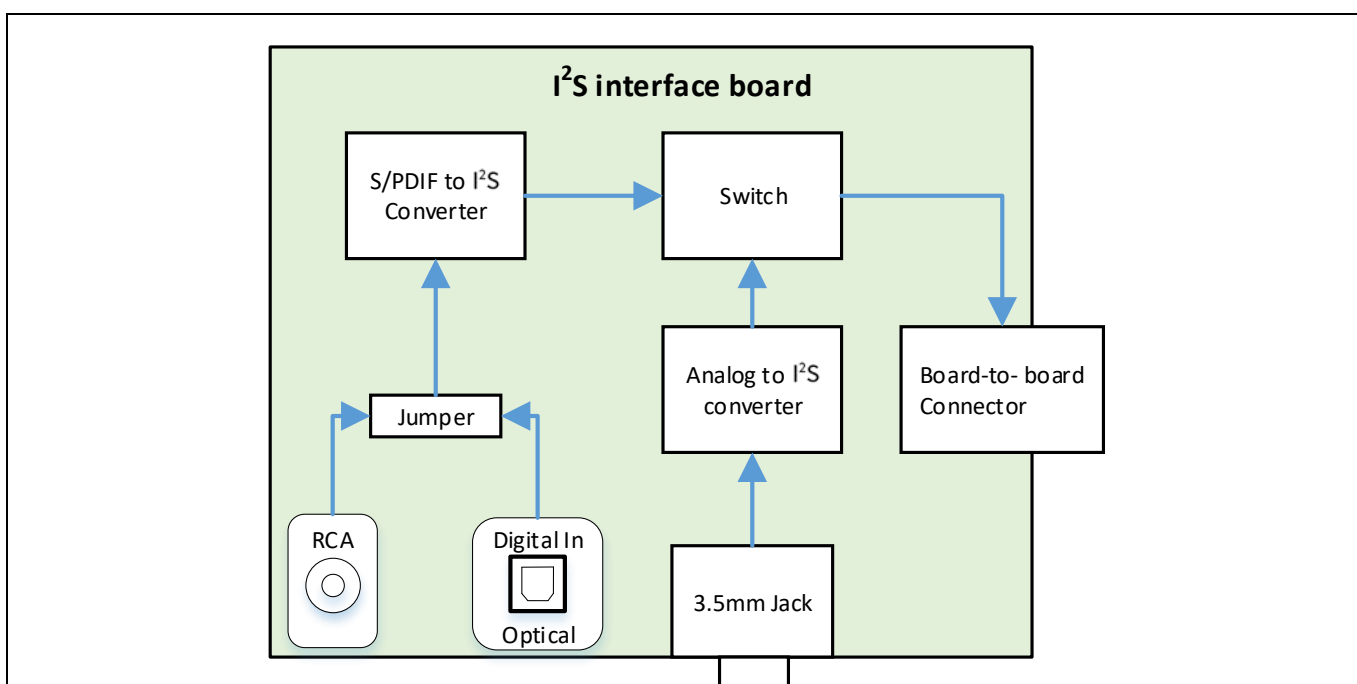 I²S interface board
S/PDIF to I²S
Converter
Switch
Analog to I²S
converter
Board-to- board
Connector
Jumper
RCA
Digital In
Optical
3.5mm Jack